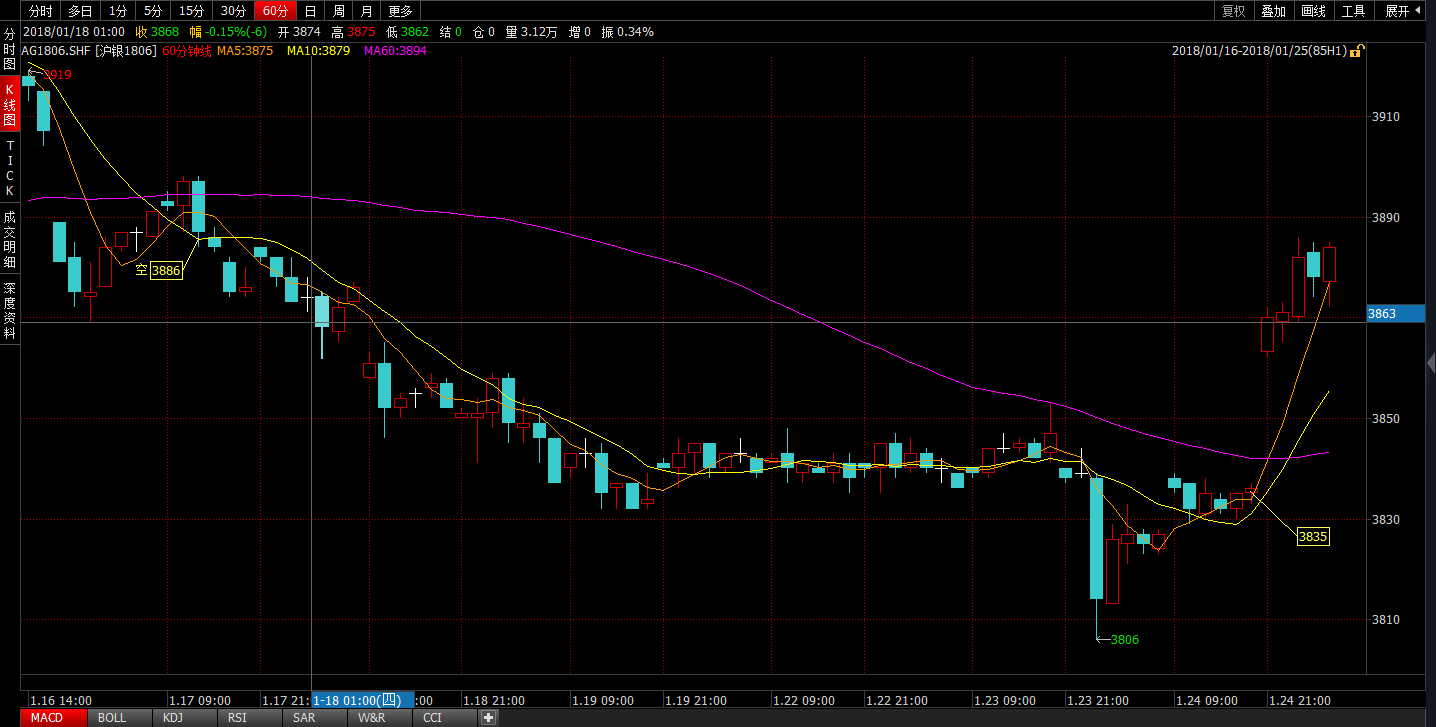 分时 多日 1分 5分 15分 30分 60分 日 周 月 更多 复权 叠加 画线 工具 展开
2018/01/18 01:00 收 3868 幅 -0.15%(-6) 开 3874 高 3875 低 3862 结 0 仓 0 量 3.12万 增 0 振 0.34%
AG1806.SHF [沪银1806] 60分钟线 MA5:3875 MA10:3879 MA60:3894 2018/01/16-2018/01/25(85H1)
分时图
K线图
TICK
成交明细
深度资料
3919
3910
3890
空 3886
3863
3850
3835
3830
3810
3806
1.16 14:00 1.17 09:00 1.17 21: 1-18 01:00(四) :00 1.18 21:00 1.19 09:00 1.19 21:00 1.22 09:00 1.22 21:00 1.23 09:00 1.23 21:00 1.24 09:00 1.24 21:00
MACD BOLL KDJ RSI SAR W&R CCI